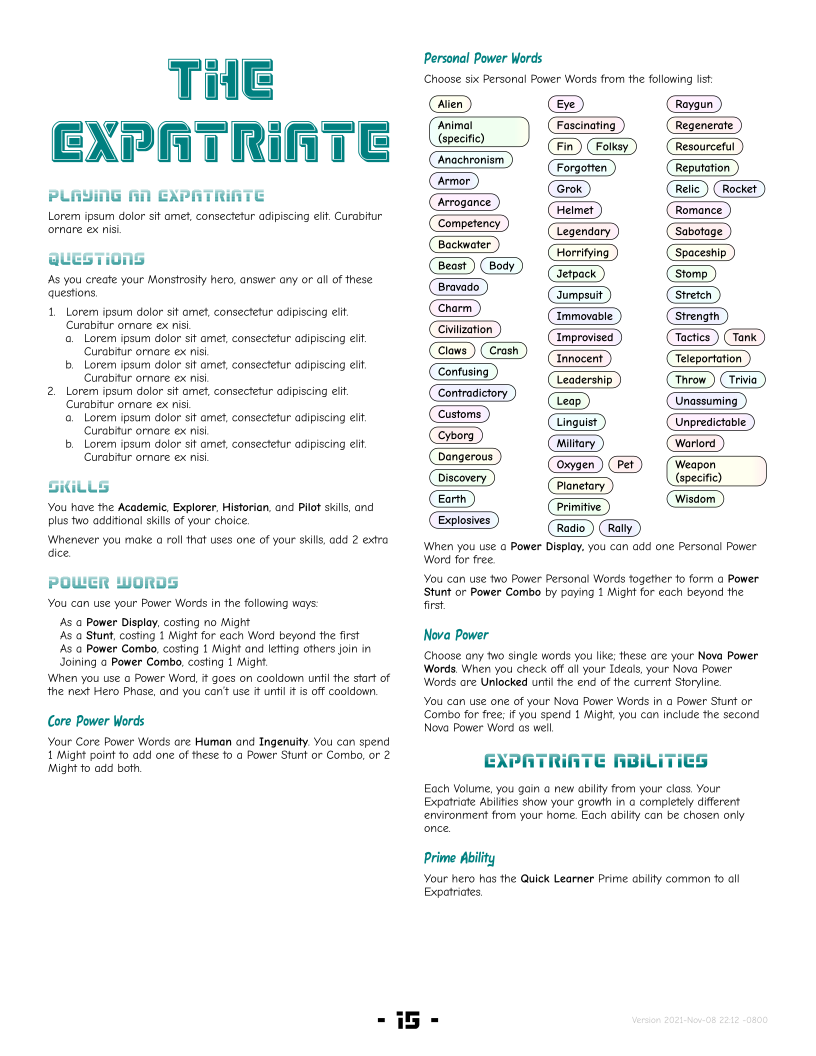 THE
EXPATRIATE
PLAYING AN EXPATRIATE
Lorem ipsum dolor sit amet, consectetur adipiscing elit. Curabitur
ornare ex nisi.
QUESTIONS
As you create your Monstrosity hero, answer any or all of these
questions.
1. Lorem ipsum dolor sit amet, consectetur adipiscing elit.
Curabitur ornare ex nisi.
a. Lorem ipsum dolor sit amet, consectetur adipiscing elit.
Curabitur ornare ex nisi.
b. Lorem ipsum dolor sit amet, consectetur adipiscing elit.
Curabitur ornare ex nisi.
2. Lorem ipsum dolor sit amet, consectetur adipiscing elit.
Curabitur ornare ex nisi.
a. Lorem ipsum dolor sit amet, consectetur adipiscing elit.
Curabitur ornare ex nisi.
b. Lorem ipsum dolor sit amet, consectetur adipiscing elit.
Curabitur ornare ex nisi.
SKILLS
You have the Academic, Explorer, Historian, and Pilot skills, and
plus two additional skills of your choice.
Whenever you make a roll that uses one of your skills, add 2 extra
dice.
POWER WORDS
You can use your Power Words in the following ways:
As a Power Display, costing no Might
As a Stunt, costing 1 Might for each Word beyond the first
As a Power Combo, costing 1 Might and letting others join in
Joining a Power Combo, costing 1 Might.
When you use a Power Word, it goes on cooldown until the start of
the next Hero Phase, and you can't use it until it is off cooldown.
Core Power Words
Your Core Power Words are Human and Ingenuity. You can spend
1 Might point to add one of these to a Power Stunt or Combo, or 2
Might to add both.
Personal Power Words
Choose six Personal Power Words from the following list:
Alien
Animal
(specific)
Anachronism
Armor
Arrogance
Competency
Backwater
Beast Body
Bravado
Charm
Civilization
Claws Crash
Confusing
Contradictory
Customs
Cyborg
Dangerous
Discovery
Earth
Explosives
Eye
Fascinating
Fin Folksy
Forgotten
Grok
Helmet
Legendary
Horrifying
Jetpack
Jumpsuit
Immovable
Improvised
Innocent
Leadership
Leap
Linguist
Military
Oxygen Pet
Planetary
Primitive
Radio Rally
Raygun
Regenerate
Resourceful
Reputation
Relic Rocket
Romance
Sabotage
Spaceship
Stomp
Stretch
Strength
Tactics Tank
Teleportation
Throw Trivia
Unassuming
Unpredictable
Warlord
Weapon
(specific)
Wisdom
When you use a Power Display, you can add one Personal Power
Word for free.
You can use two Power Personal Words together to form a Power
Stunt or Power Combo by paying 1 Might for each beyond the
first.
Nova Power
Choose any two single words you like; these are your Nova Power
Words. When you check off all your Ideals, your Nova Power
Words are Unlocked until the end of the current Storyline.
You can use one of your Nova Power Words in a Power Stunt or
Combo for free; if you spend 1 Might, you can include the second
Nova Power Word as well.
EXPATRIATE ABILITIES
Each Volume, you gain a new ability from your class. Your
Expatriate Abilities show your growth in a completely different
environment from your home. Each ability can be chosen only
once.
Prime Ability
Your hero has the Quick Learner Prime ability common to all
Expatriates.
- 15 -
Version 2021-Nov-08 22:12 -0800